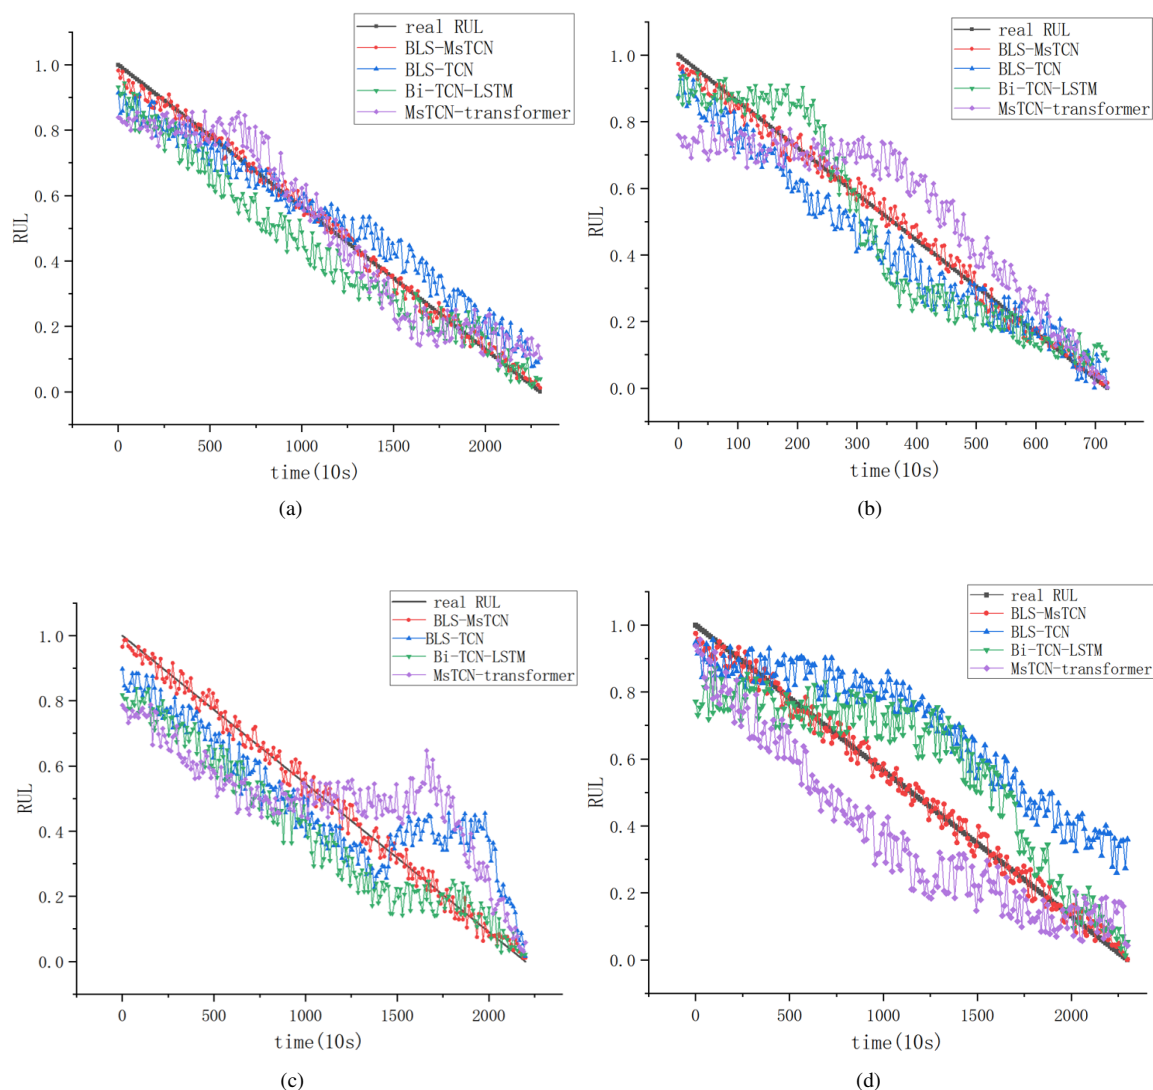 real RUL
BLS-MsTCN
BLS-TCN
Bi-TCN-LSTM
MsTCN-transformer
1.0
0.8
0.6
0.4
0.2
0.0
RUL
0
500
1000
1500
2000
time(10s)
(a)
real RUL
BLS-MsTCN
BLS-TCN
Bi-TCN-LSTM
MsTCN-transformer
1.0
0.8
0.6
0.4
0.2
0.0
RUL
0
100
200
300
400
500
600
700
time(10s)
(b)
real RUL
BLS-MsTCN
BLS-TCN
Bi-TCN-LSTM
MsTCN-transformer
1.0
0.8
0.6
0.4
0.2
0.0
RUL
0
500
1000
1500
2000
time(10s)
(c)
real RUL
BLS-MsTCN
BLS-TCN
Bi-TCN-LSTM
MsTCN-transformer
1.0
0.8
0.6
0.4
0.2
0.0
RUL
0
500
1000
1500
2000
time(10s)
(d)